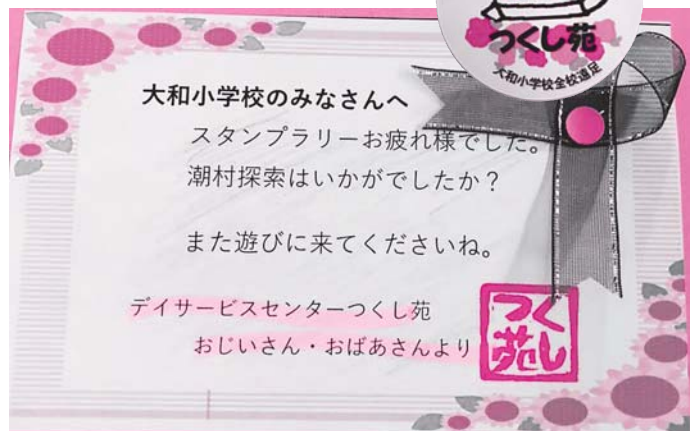 つくし苑
大和小学校全校遠足
大和小学校のみなさんへ
スタンプラリーお疲れ様でした。
潮村探索はいかがでしたか？
また遊びに来てくださいね。
デイサービスセンターつくし苑
おじいさん・おばあさんより
つくし苑